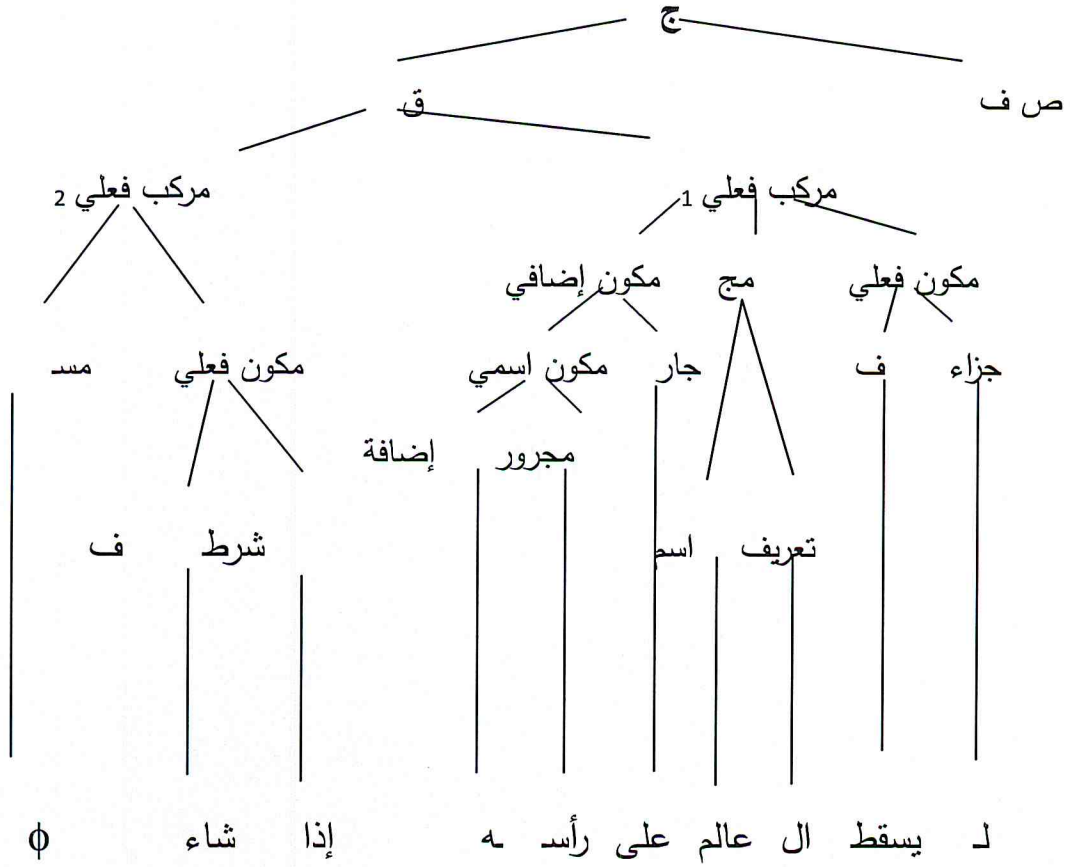 ج
ص ف ق
مركب فعلي 1 مركب فعلي 2
مكون فعلي مج مكون إضافي
جزاء ف جار مكون اسمي مكون فعلي مسـ
مجرور إضافة
تعريف اسم شرط ف
لـ يسقط ال عالم على رأسـ ـه إذا شاء ϕ